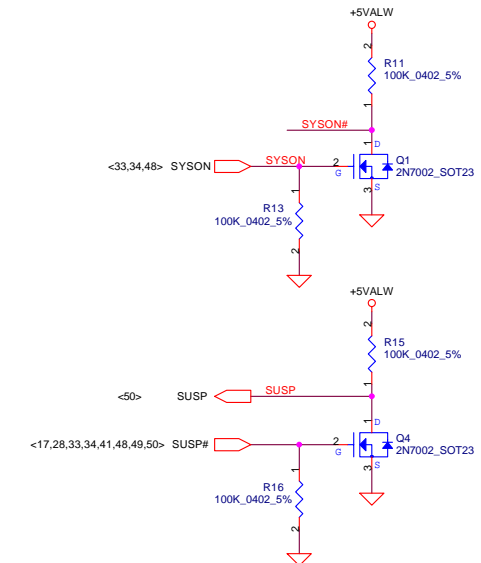 +5VALW
2
R11
100K_0402_5%
1
SYSON#
1
D
<33,34,48> SYSON
SYSON
2
G
Q1
2N7002_SOT23
S
3
1
R13
100K_0402_5%
2
+5VALW
2
R15
100K_0402_5%
1
<50> SUSP
SUSP
1
D
<17,28,33,34,41,48,49,50> SUSP#
2
G
Q4
2N7002_SOT23
S
3
1
R16
100K_0402_5%
2